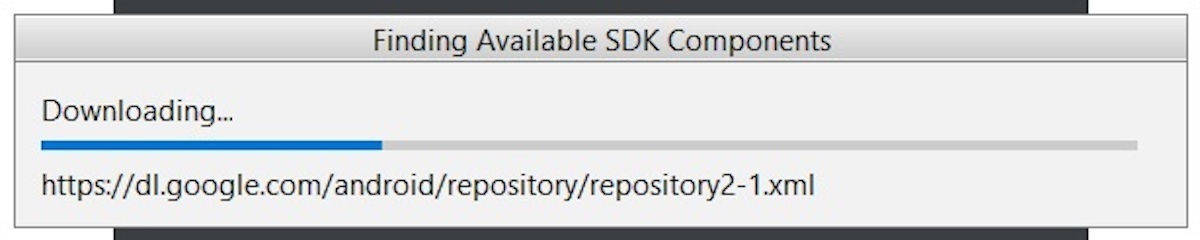 Finding Available SDK Components
Downloading...
https://dl.google.com/android/repository/repository2-1.xml